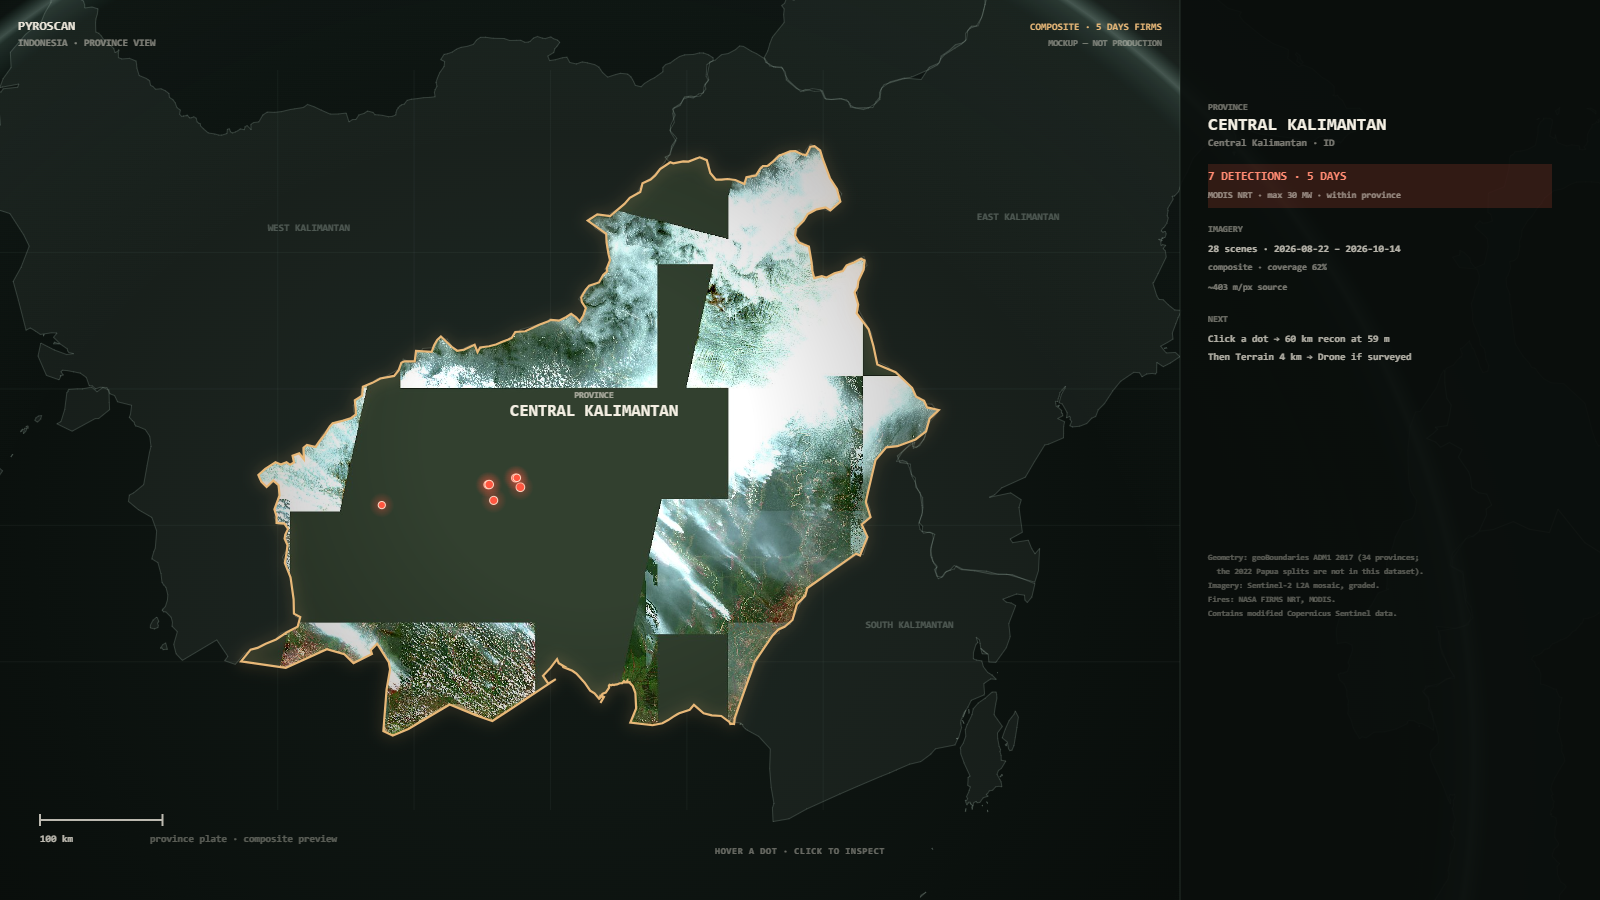 PYROSCAN
INDONESIA · PROVINCE VIEW
COMPOSITE · 5 DAYS FIRMS
MOCKUP — NOT PRODUCTION
WEST KALIMANTAN
EAST KALIMANTAN
PROVINCE
CENTRAL KALIMANTAN
SOUTH KALIMANTAN
100 km
province plate · composite preview
HOVER A DOT · CLICK TO INSPECT
PROVINCE
CENTRAL KALIMANTAN
Central Kalimantan · ID
7 DETECTIONS · 5 DAYS
MODIS NRT · max 30 MW · within province
IMAGERY
28 scenes · 2026-08-22 – 2026-10-14
composite · coverage 62%
~403 m/px source
NEXT
Click a dot → 60 km recon at 59 m
Then Terrain 4 km → Drone if surveyed
Geometry: geoBoundaries ADM1 2017 (34 provinces;
the 2022 Papua splits are not in this dataset).
Imagery: Sentinel-2 L2A mosaic, graded.
Fires: NASA FIRMS NRT, MODIS.
Contains modified Copernicus Sentinel data.